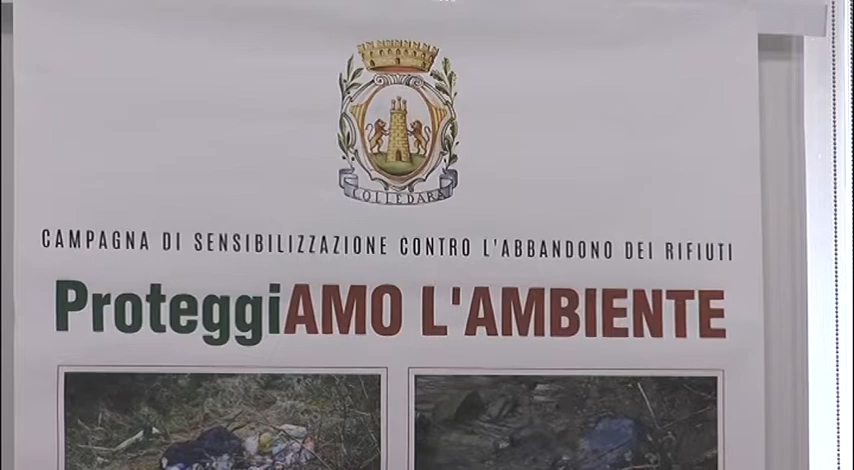 COLLEDARA
CAMPAGNA DI SENSIBILIZZAZIONE CONTRO L'ABBANDONO DEI RIFIUTI
ProteggiAMO L'AMBIENTE